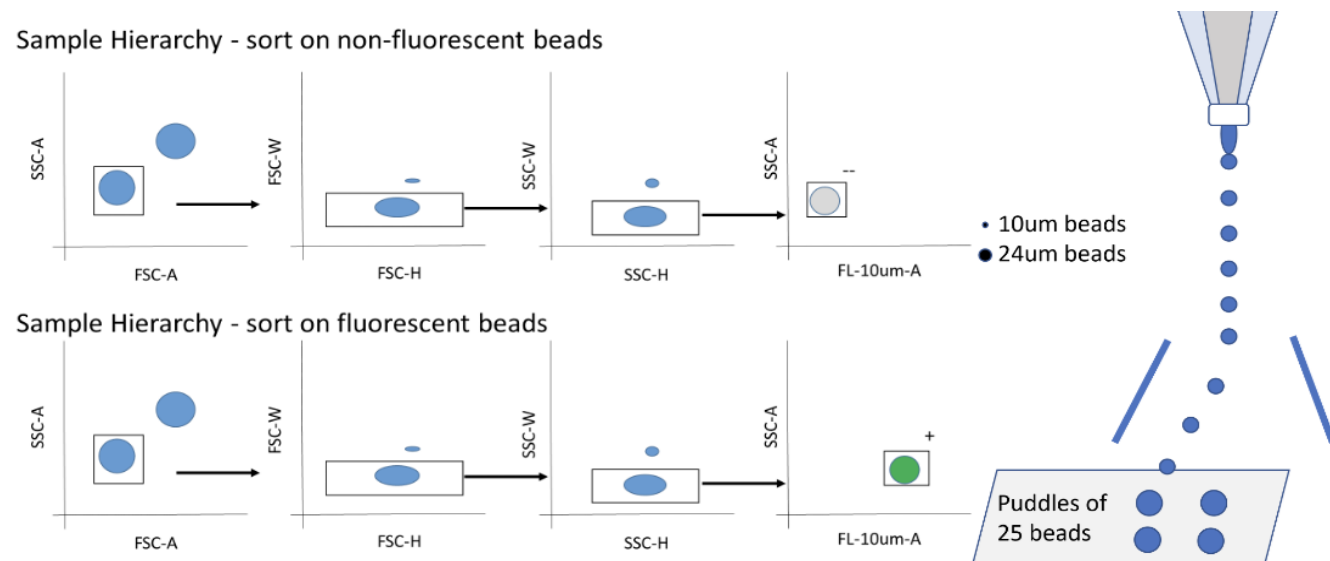 Sample Hierarchy - sort on non-fluorescent beads
SSC-A
FSC-A
FSC-W
FSC-H
SSC-W
SSC-H
SSC-A
--
FL-10um-A
10um beads
24um beads
Sample Hierarchy - sort on fluorescent beads
SSC-A
FSC-A
FSC-W
FSC-H
SSC-W
SSC-H
SSC-A
+
FL-10um-A
Puddles of
25 beads